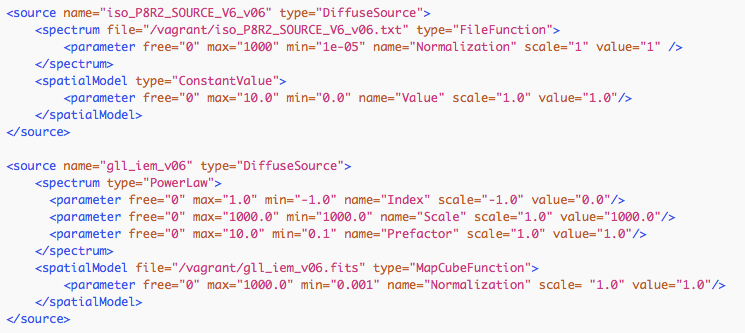 <source name="iso_P8R2_SOURCE_V6_v06" type="DiffuseSource">
<spectrum file="/vagrant/iso_P8R2_SOURCE_V6_v06.txt" type="FileFunction">
<parameter free="0" max="1000" min="1e-05" name="Normalization" scale="1" value="1" />
</spectrum>
<spatialModel type="ConstantValue">
<parameter free="0" max="10.0" min="0.0" name="Value" scale="1.0" value="1.0"/>
</spatialModel>
</source>
<source name="gll_iem_v06" type="DiffuseSource">
<spectrum type="PowerLaw">
<parameter free="0" max="1.0" min="-1.0" name="Index" scale="-1.0" value="0.0"/>
<parameter free="0" max="1000.0" min="1000.0" name="Scale" scale="1.0" value="1000.0"/>
<parameter free="0" max="10.0" min="0.1" name="Prefactor" scale="1.0" value="1.0"/>
</spectrum>
<spatialModel file="/vagrant/gll_iem_v06.fits" type="MapCubeFunction">
<parameter free="0" max="1000.0" min="0.001" name="Normalization" scale= "1.0" value="1.0"/>
</spatialModel>
</source>